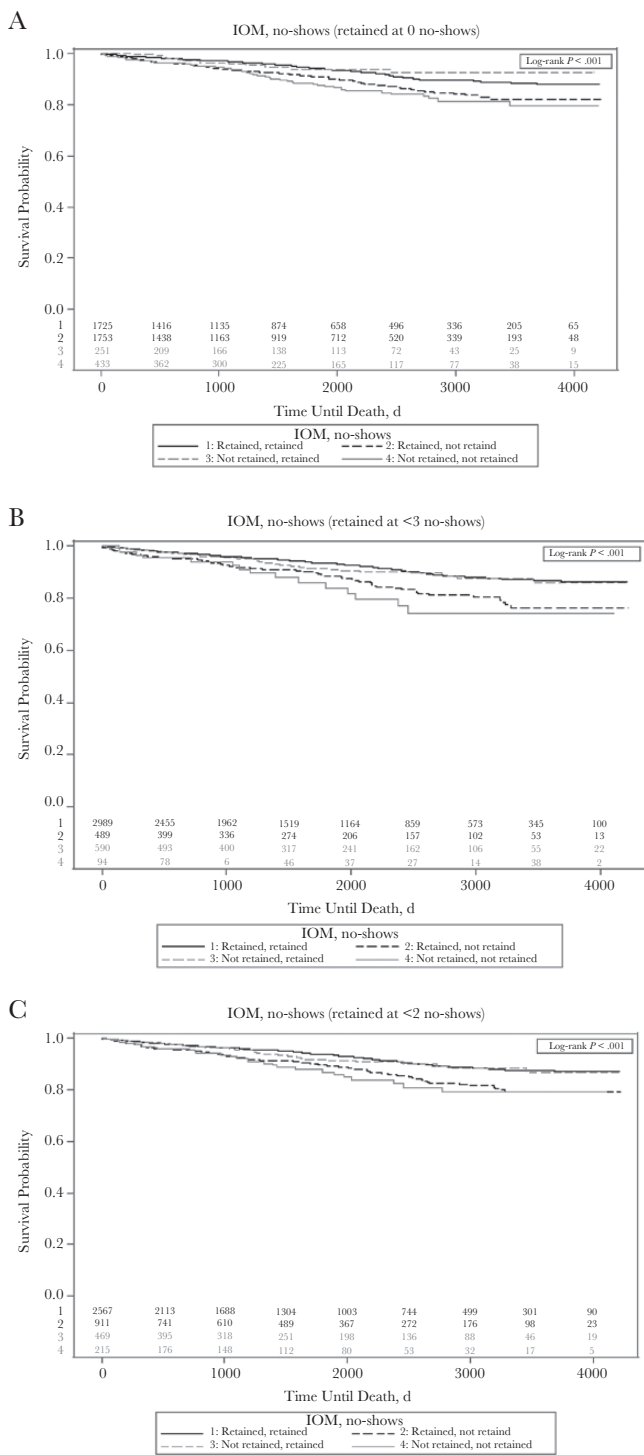 A
IOM, no-shows (retained at 0 no-shows)
Log-rank P < .001
1.0
0.8
0.6
0.4
0.2
0.0
Survival Probability
1 1725 1416 1135 874 658 496 336 205 65
2 1753 1438 1163 919 712 520 339 193 48
3 251 209 166 138 113 72 43 25 9
4 433 362 300 225 165 117 77 38 15
0 1000 2000 3000 4000
Time Until Death, d
IOM, no-shows
1: Retained, retained 2: Retained, not retaind
3: Not retained, retained 4: Not retained, not retained
B
IOM, no-shows (retained at <3 no-shows)
Log-rank P < .001
1.0
0.8
0.6
0.4
0.2
0.0
Survival Probability
1 2989 2455 1962 1519 1164 859 573 345 100
2 489 399 336 274 206 157 102 53 13
3 590 493 400 317 241 162 106 55 22
4 94 78 6 46 37 27 14 38 2
0 1000 2000 3000 4000
Time Until Death, d
IOM, no-shows
1: Retained, retained 2: Retained, not retaind
3: Not retained, retained 4: Not retained, not retained
C
IOM, no-shows (retained at <2 no-shows)
Log-rank P < .001
1.0
0.8
0.6
0.4
0.2
0.0
Survival Probability
1 2567 2113 1688 1304 1003 744 499 301 90
2 911 741 610 489 367 272 176 98 23
3 469 395 318 251 198 136 88 46 19
4 215 176 148 112 80 53 32 17 5
0 1000 2000 3000 4000
Time Until Death, d
IOM, no-shows
1: Retained, retained 2: Retained, not retaind
3: Not retained, retained 4: Not retained, not retained